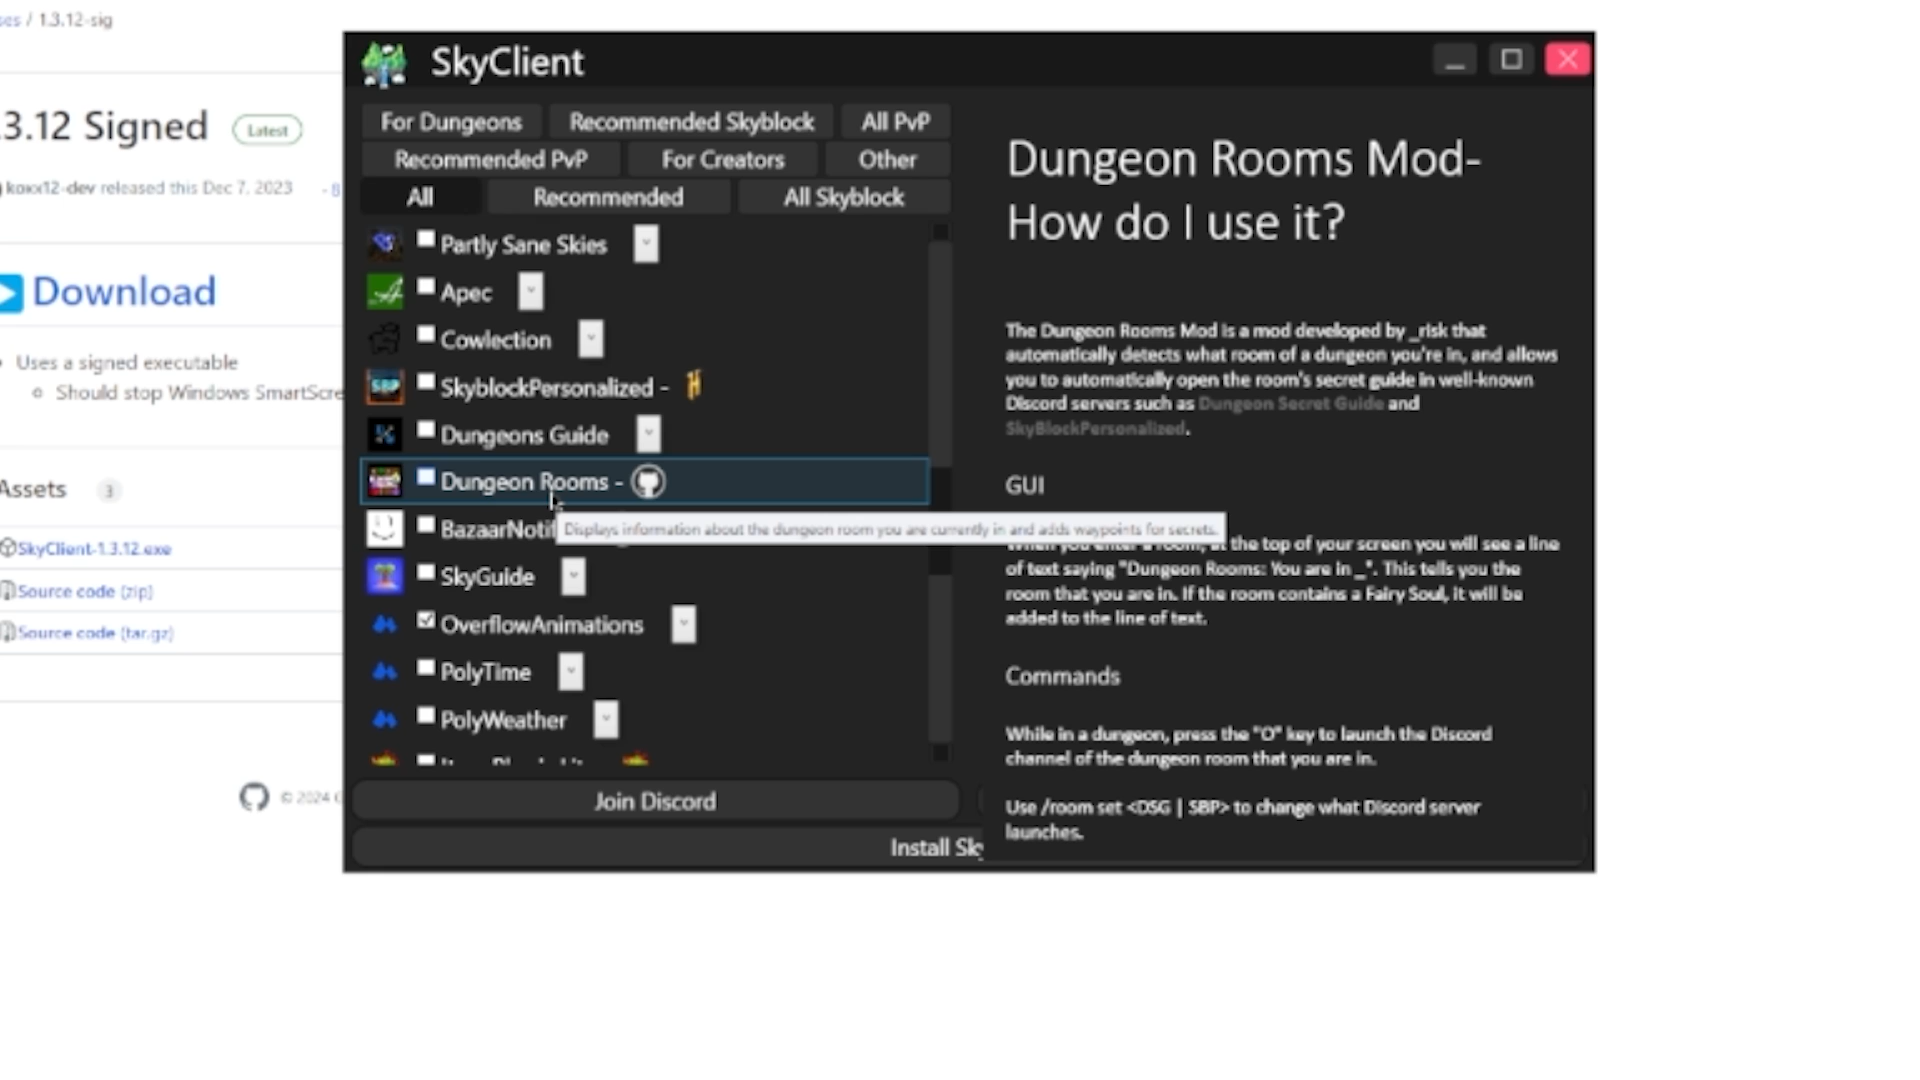 ses / 1.3.12-sig
.3.12 Signed
Latest
koxx12-dev released this Dec 7, 2023
- 8
Download
Uses a signed executable
Should stop Windows SmartScre
Assets 3
SkyClient-1.3.12.exe
Source code (zip)
Source code (tar.gz)
© 2024
SkyClient
For Dungeons
Recommended Skyblock
All PvP
Recommended PvP
For Creators
Other
All
Recommended
All Skyblock
Partly Sane Skies
Apec
Cowlection
SBP
SkyblockPersonalized -
Dungeons Guide
Dungeon Rooms -
BazaarNotif
Displays information about the dungeon room you are currently in and adds waypoints for secrets.
SkyGuide
OverflowAnimations
PolyTime
PolyWeather
Join Discord
Install Sky
Dungeon Rooms Mod-
How do I use it?
The Dungeon Rooms Mod is a mod developed by _risk that
automatically detects what room of a dungeon you're in, and allows
you to automatically open the room's secret guide in well-known
Discord servers such as Dungeon Secret Guide and
SkyBlockPersonalized.
GUI
When you enter a room, at the top of your screen you will see a line
of text saying "Dungeon Rooms: You are in _". This tells you the
room that you are in. If the room contains a Fairy Soul, it will be
added to the line of text.
Commands
While in a dungeon, press the "O" key to launch the Discord
channel of the dungeon room that you are in.
Use /room set <DSG | SBP> to change what Discord server
launches.